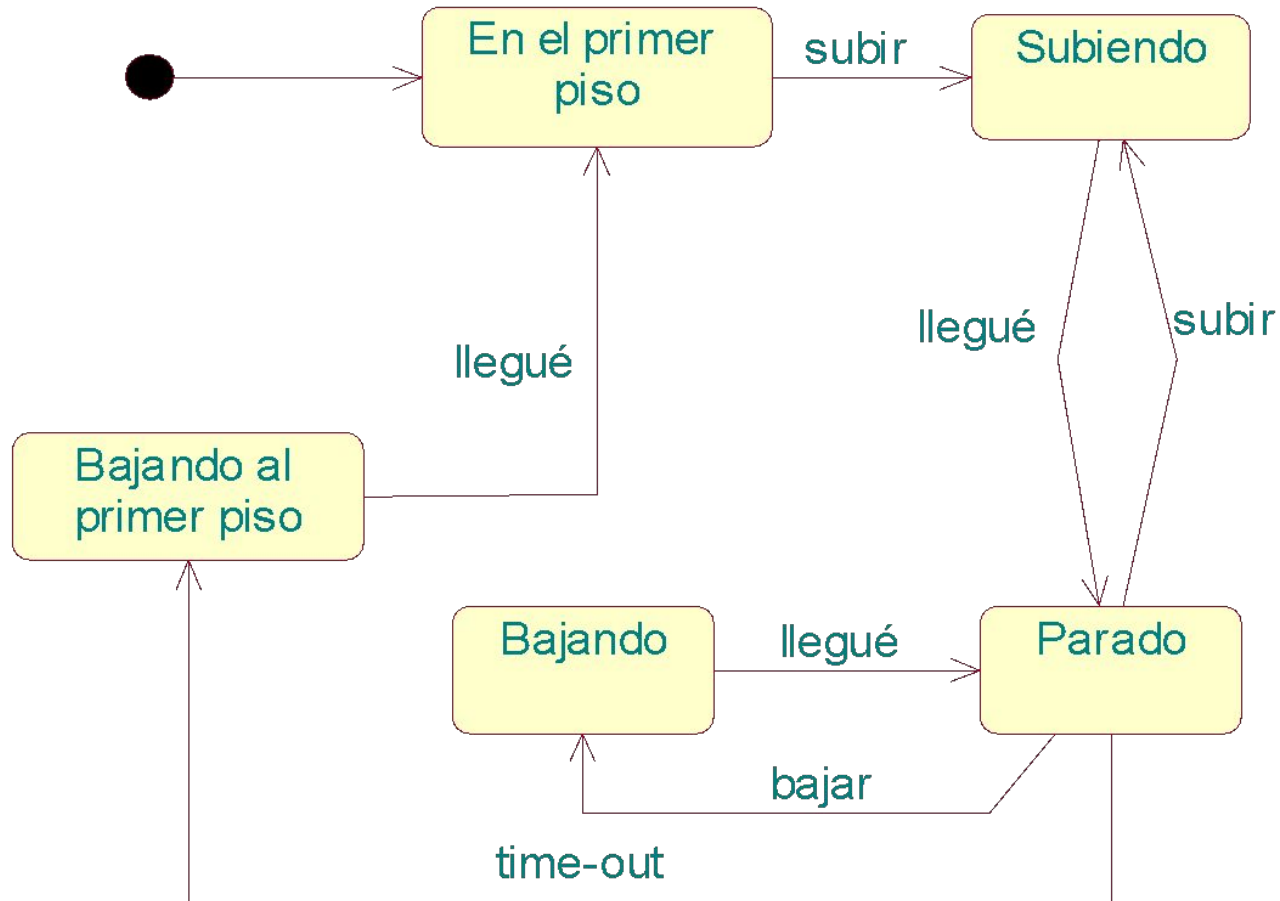 En el primer
piso
subir
Subiendo
llegué
subir
llegué
Bajando al
primer piso
Bajando
llegué
Parado
bajar
time-out